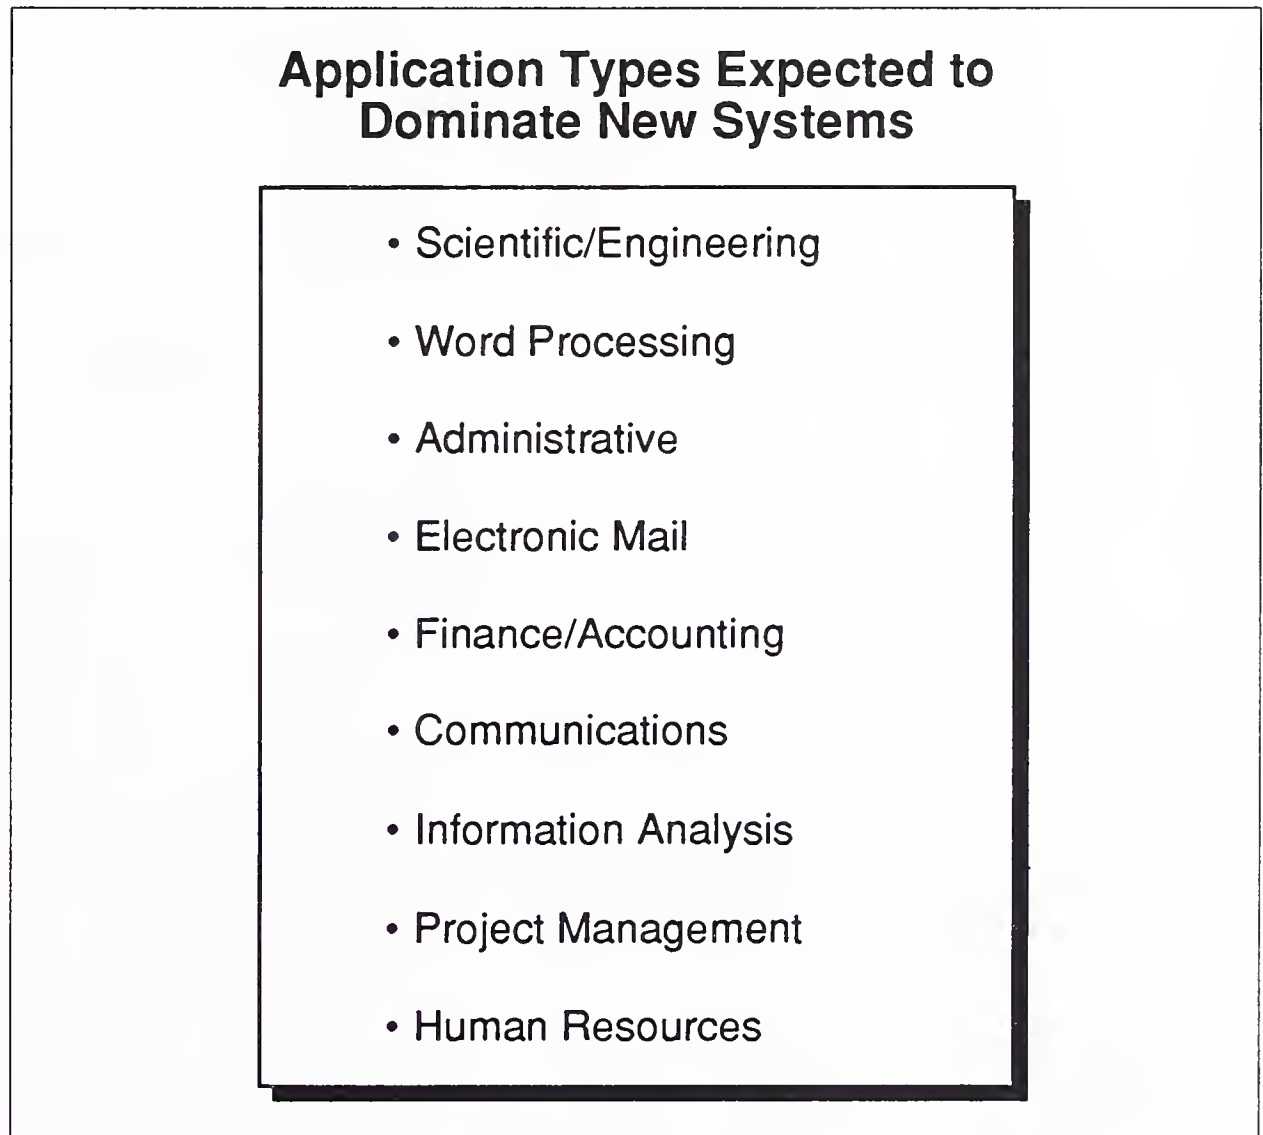 Application Types Expected to
Dominate New Systems
• Scientific/Engineering
• Word Processing
• Administrative
• Electronic Mail
• Finance/Accounting
• Communications
• Information Analysis
• Project Management
• Human Resources